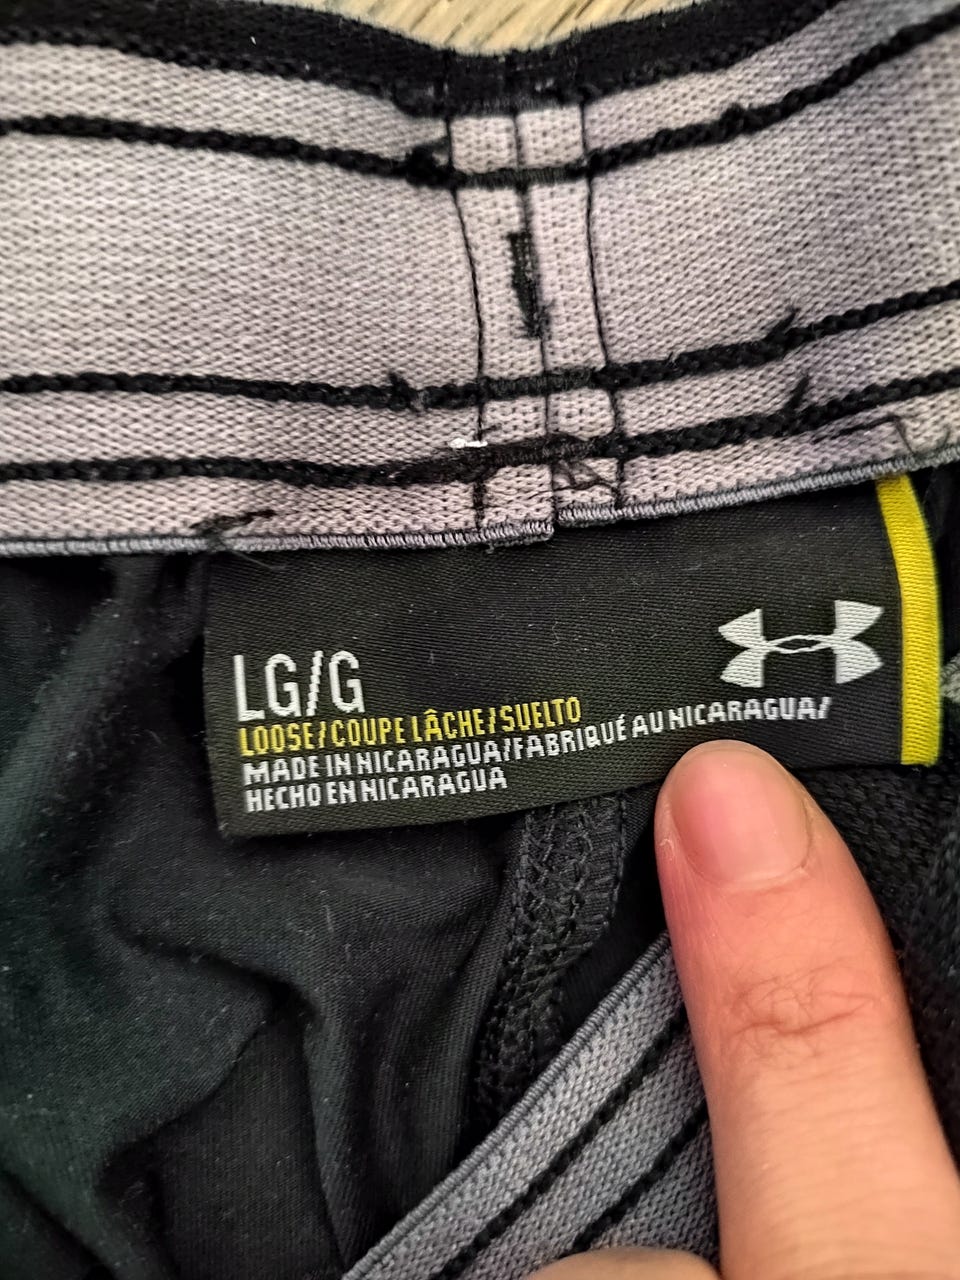 LG/G
LOOSE/COUPE LÂCHE/SUELTO
MADE IN NICARAGUA/FABRIQUÉ AU NICARAGUA/
HECHO EN NICARAGUA